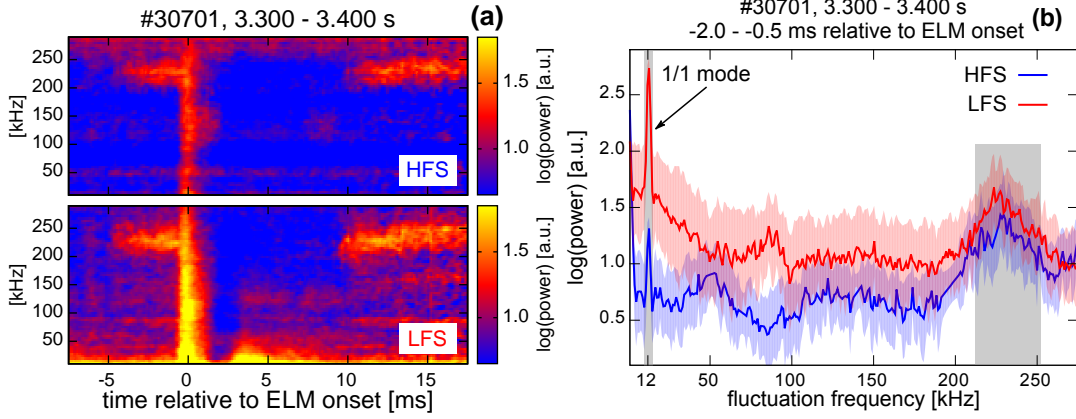 #30701, 3.300 - 3.400 s
(a)
250
200
150
100
50
[kHz]
HFS
1.5
1.0
log(power) [a.u.]
250
200
150
100
50
[kHz]
LFS
1.5
1.0
log(power) [a.u.]
-5
0
5
10
15
time relative to ELM onset [ms]
#30701, 3.300 - 3.400 s
-2.0 - -0.5 ms relative to ELM onset
(b)
1/1 mode
HFS
LFS
2.5
2.0
1.5
1.0
0.5
log(power) [a.u.]
12
50
100
150
200
250
fluctuation frequency [kHz]